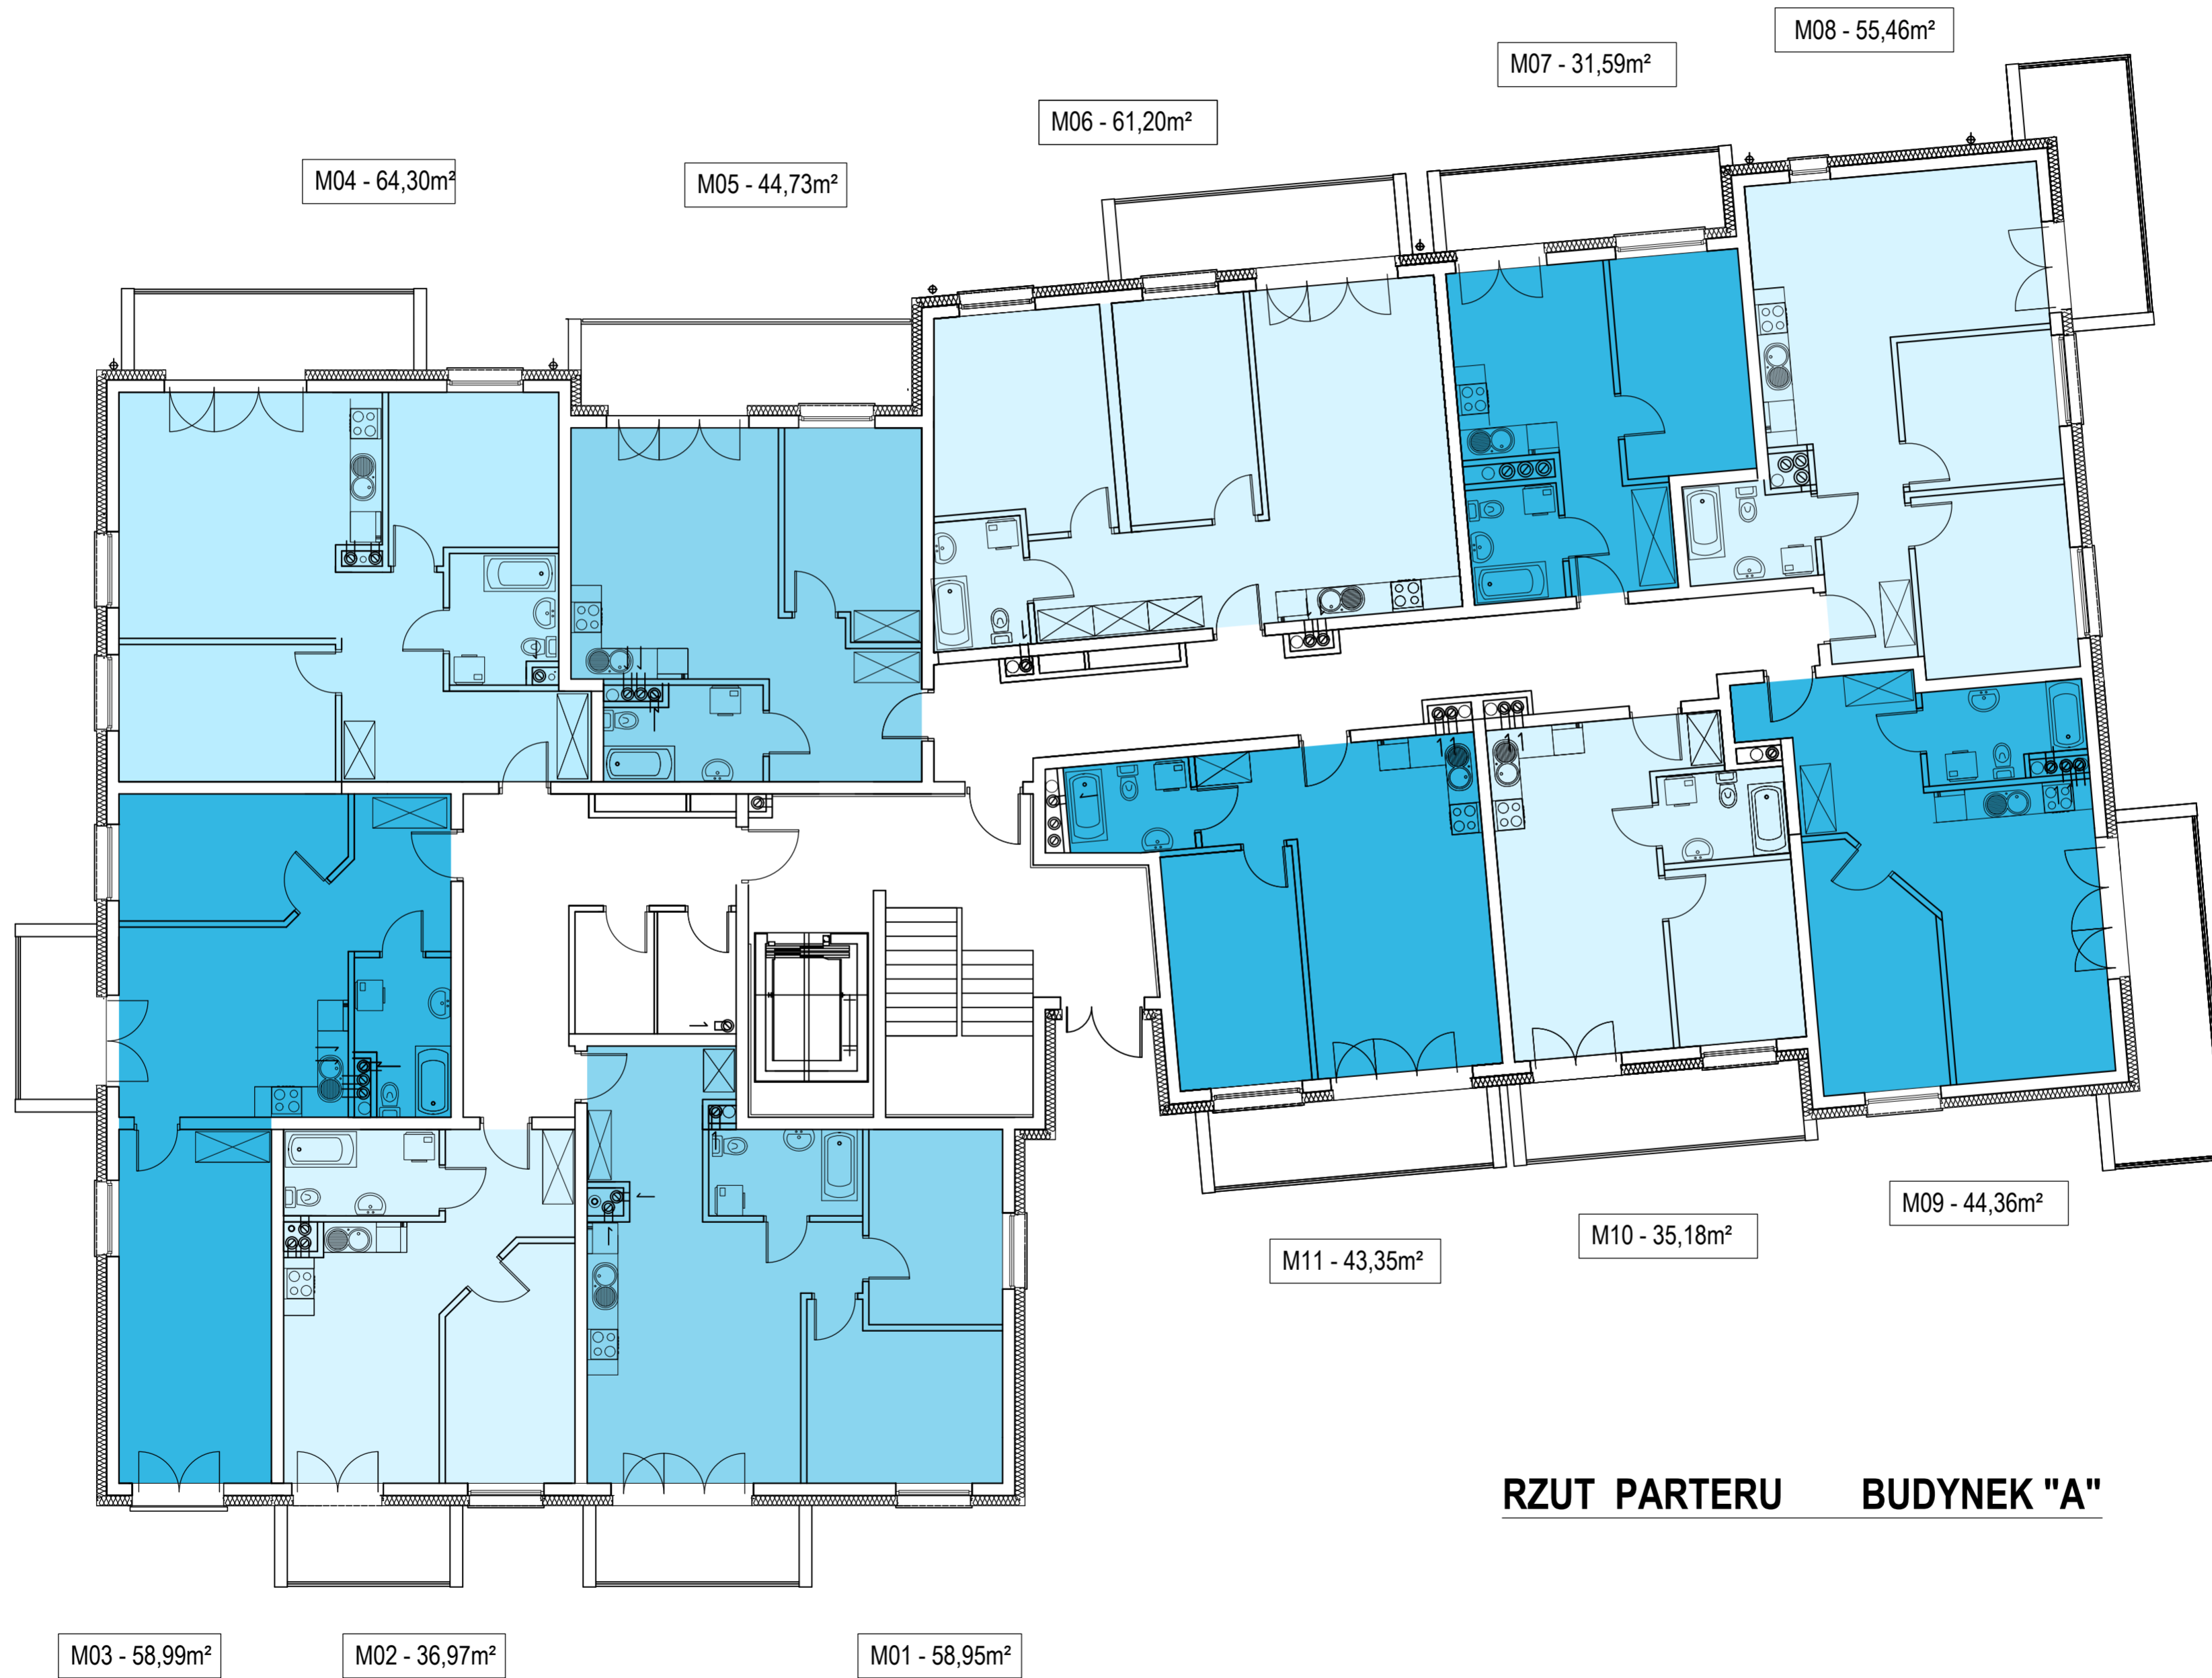 M08 - 55,46m²
M07 - 31,59m²
M06 - 61,20m²
M04 - 64,30m²
M05 - 44,73m²
M09 - 44,36m²
M10 - 35,18m²
M11 - 43,35m²
RZUT PARTERU BUDYNEK "A"
M03 - 58,99m²
M02 - 36,97m²
M01 - 58,95m²